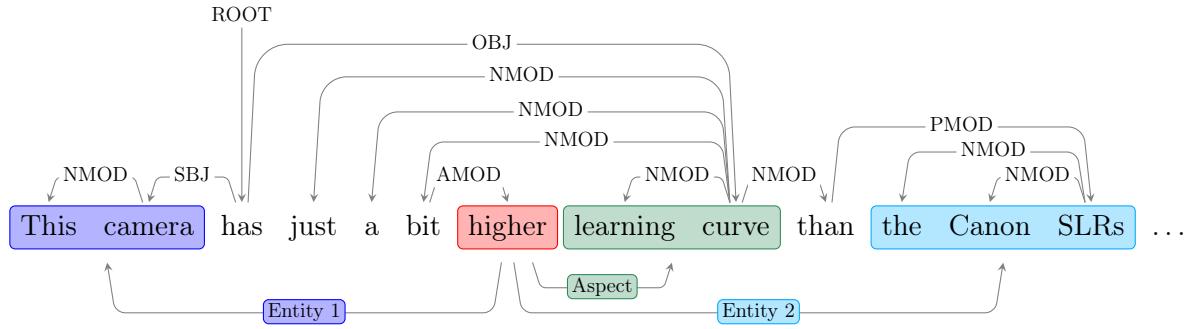 ROOT
OBJ
NMOD
NMOD
PMOD
NMOD
NMOD
NMOD SBJ AMOD NMOD NMOD NMOD
This camera has just a bit higher learning curve than the Canon SLRs ...
Aspect
Entity 1 Entity 2